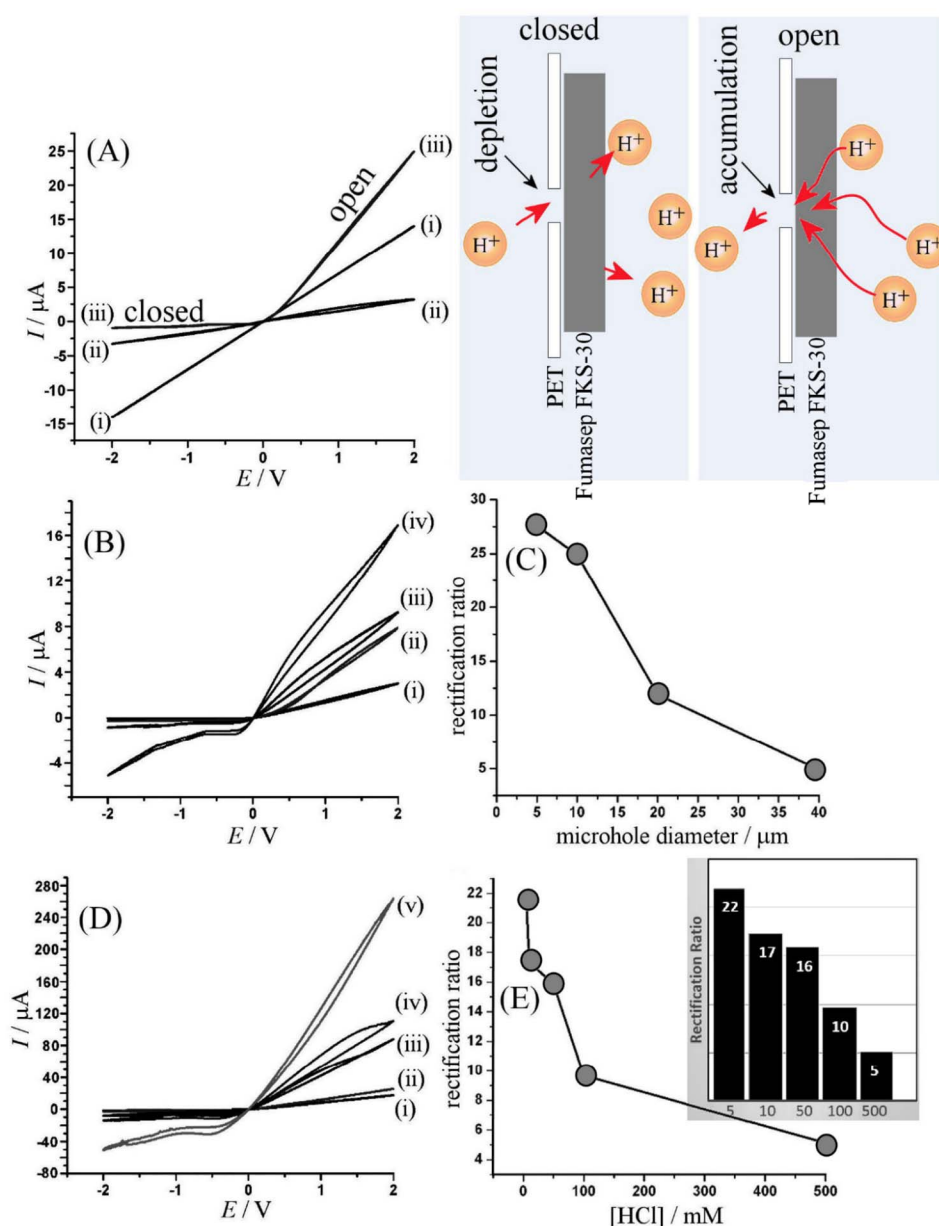 closed
open
depletion
accumulation
H+
H+
H+
H+
H+
H+
H+
H+
PET
Fumasep FKS-30
PET
Fumasep FKS-30
(A)
25
20
15
10
5
0
-5
-10
-15
I / µA
open
closed
(iii)
(i)
(ii)
(iii)
(ii)
(i)
-2
-1
0
1
2
E / V
(B)
16
12
8
4
0
-4
I / µA
(iv)
(iii)
(ii)
(i)
-2
-1
0
1
2
E / V
(C)
30
25
20
15
10
5
rectification ratio
0
5
10
15
20
25
30
35
40
microhole diameter / µm
(D)
280
240
200
160
120
80
40
0
-40
-80
I / µA
(v)
(iv)
(iii)
(ii)
(i)
-2
-1
0
1
2
E / V
(E)
22
20
18
16
14
12
10
8
6
4
rectification ratio
0
100
200
300
400
500
[HCl] / mM
Rectification Ratio
22
17
16
10
5
5
10
50
100
500